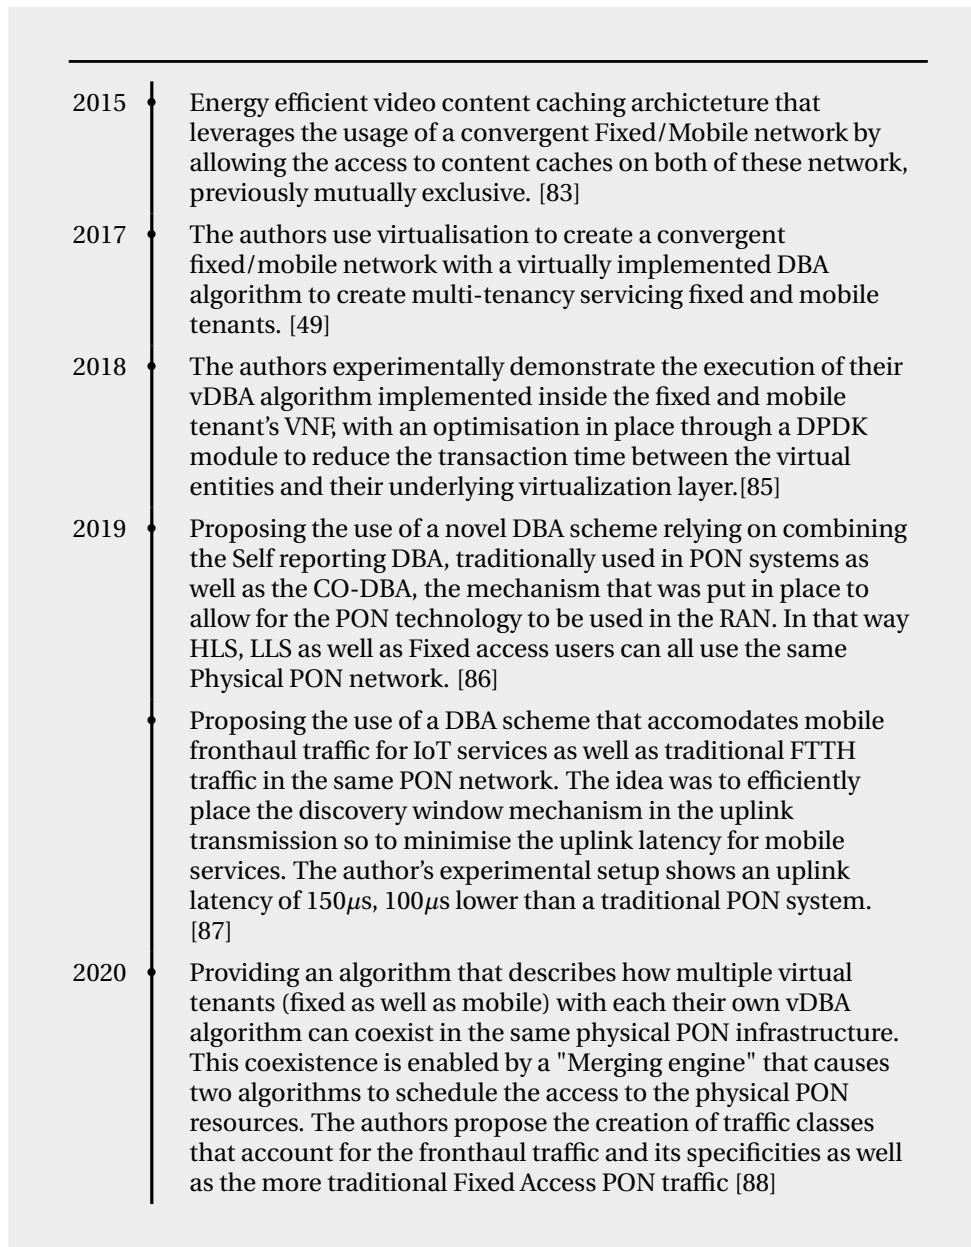 2015 Energy efficient video content caching archicteture that
leverages the usage of a convergent Fixed/Mobile network by
allowing the access to content caches on both of these network,
previously mutually exclusive. [83]
2017 The authors use virtualisation to create a convergent
fixed/mobile network with a virtually implemented DBA
algorithm to create multi-tenancy servicing fixed and mobile
tenants. [49]
2018 The authors experimentally demonstrate the execution of their
vDBA algorithm implemented inside the fixed and mobile
tenant's VNF, with an optimisation in place through a DPDK
module to reduce the transaction time between the virtual
entities and their underlying virtualization layer.[85]
2019 Proposing the use of a novel DBA scheme relying on combining
the Self reporting DBA, traditionally used in PON systems as
well as the CO-DBA, the mechanism that was put in place to
allow for the PON technology to be used in the RAN. In that way
HLS, LLS as well as Fixed access users can all use the same
Physical PON network. [86]
Proposing the use of a DBA scheme that accomodates mobile
fronthaul traffic for IoT services as well as traditional FTTH
traffic in the same PON network. The idea was to efficiently
place the discovery window mechanism in the uplink
transmission so to minimise the uplink latency for mobile
services. The author's experimental setup shows an uplink
latency of 150μs, 100μs lower than a traditional PON system.
[87]
2020 Providing an algorithm that describes how multiple virtual
tenants (fixed as well as mobile) with each their own vDBA
algorithm can coexist in the same physical PON infrastructure.
This coexistence is enabled by a "Merging engine" that causes
two algorithms to schedule the access to the physical PON
resources. The authors propose the creation of traffic classes
that account for the fronthaul traffic and its specificities as well
as the more traditional Fixed Access PON traffic [88]